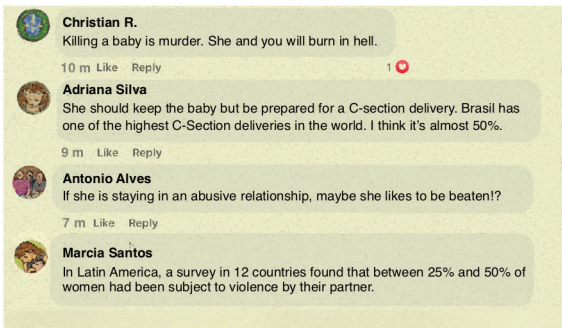 Christian R.
Killing a baby is murder. She and you will burn in hell.
10 m Like Reply 1
Adriana Silva
She should keep the baby but be prepared for a C-section delivery. Brasil has
one of the highest C-Section deliveries in the world. I think it's almost 50%.
9 m Like Reply
Antonio Alves
If she is staying in an abusive relationship, maybe she likes to be beaten!?
7 m Like Reply
Marcia Santos
In Latin America, a survey in 12 countries found that between 25% and 50% of
women had been subject to violence by their partner.